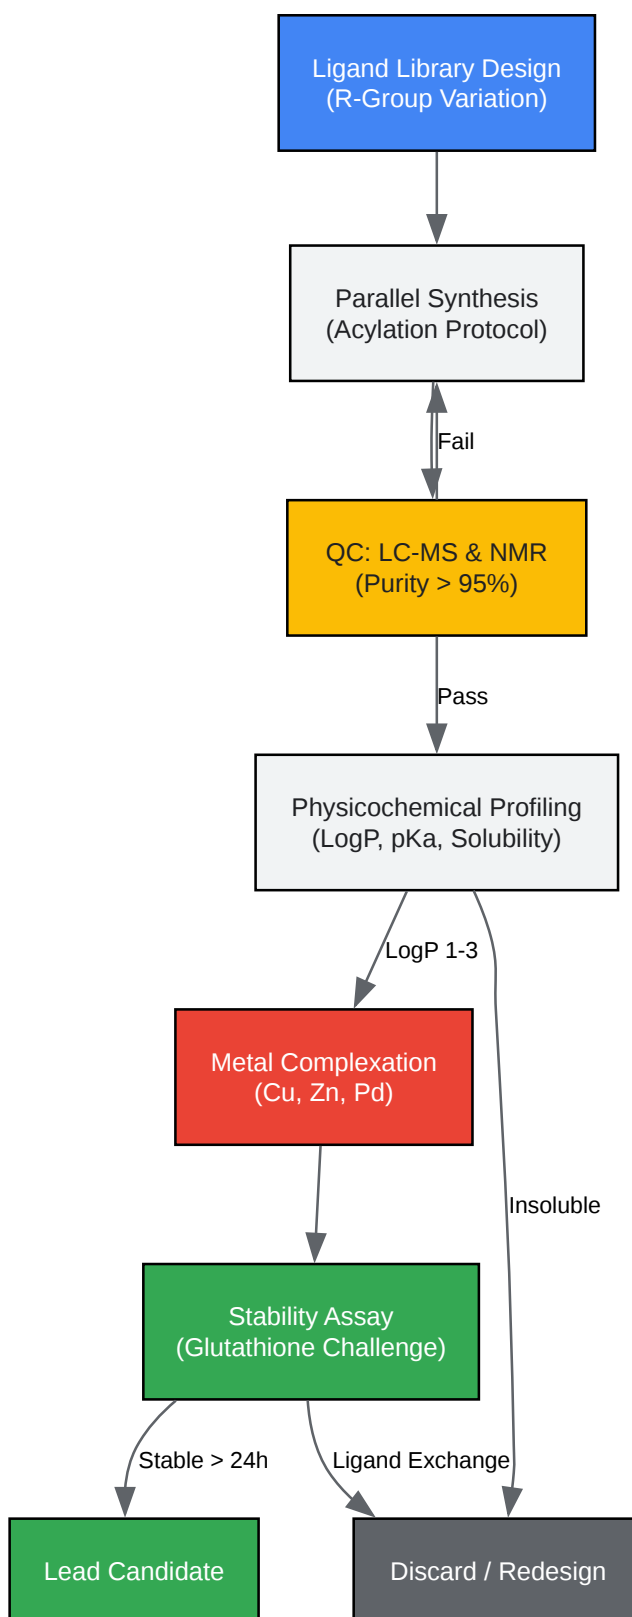 Ligand Library Design
(R-Group Variation)
Parallel Synthesis
(Acylation Protocol)
Fail
QC: LC-MS & NMR
(Purity > 95%)
Pass
Physicochemical Profiling
(LogP, pKa, Solubility)
LogP 1-3
Metal Complexation
(Cu, Zn, Pd)
Insoluble
Stability Assay
(Glutathione Challenge)
Stable > 24h
Ligand Exchange
Lead Candidate
Discard / Redesign